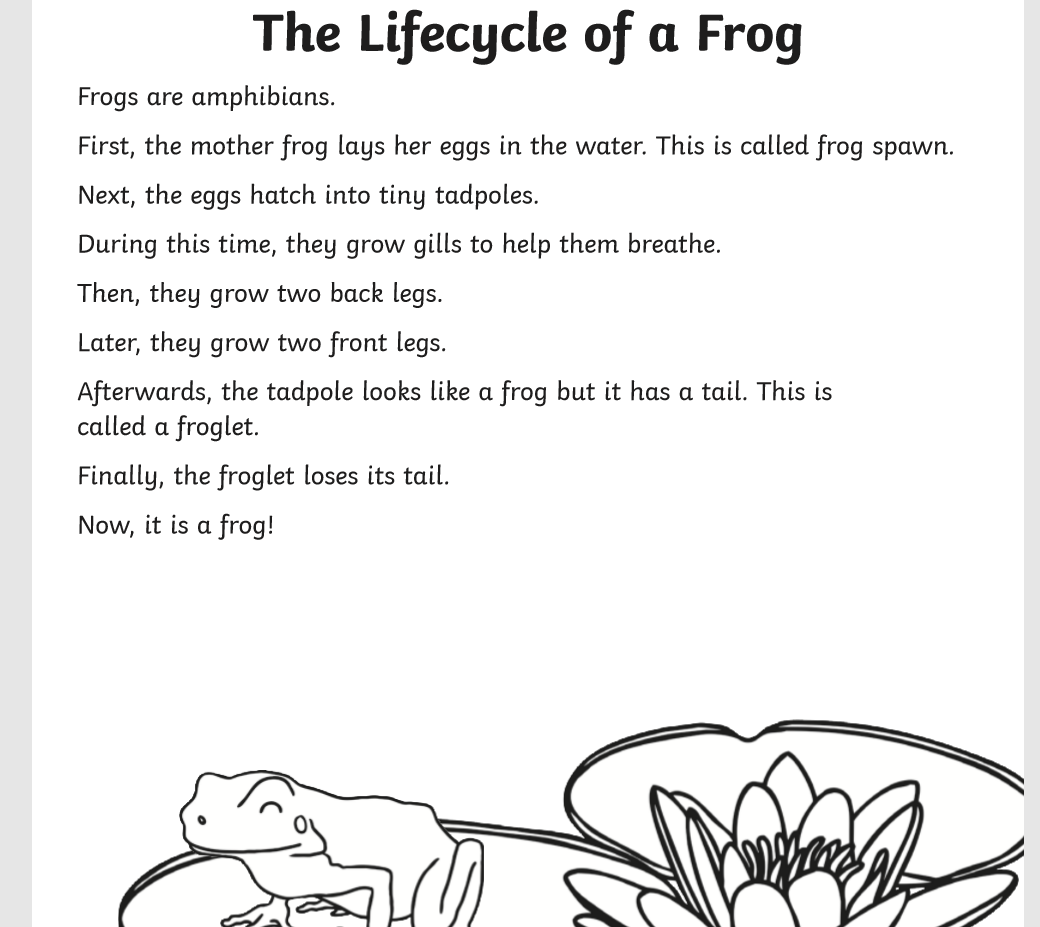 The Lifecycle of a Frog
Frogs are amphibians.
First, the mother frog lays her eggs in the water. This is called frog spawn.
Next, the eggs hatch into tiny tadpoles.
During this time, they grow gills to help them breathe.
Then, they grow two back legs.
Later, they grow two front legs.
Afterwards, the tadpole looks like a frog but it has a tail. This is
called a froglet.
Finally, the froglet loses its tail.
Now, it is a frog!